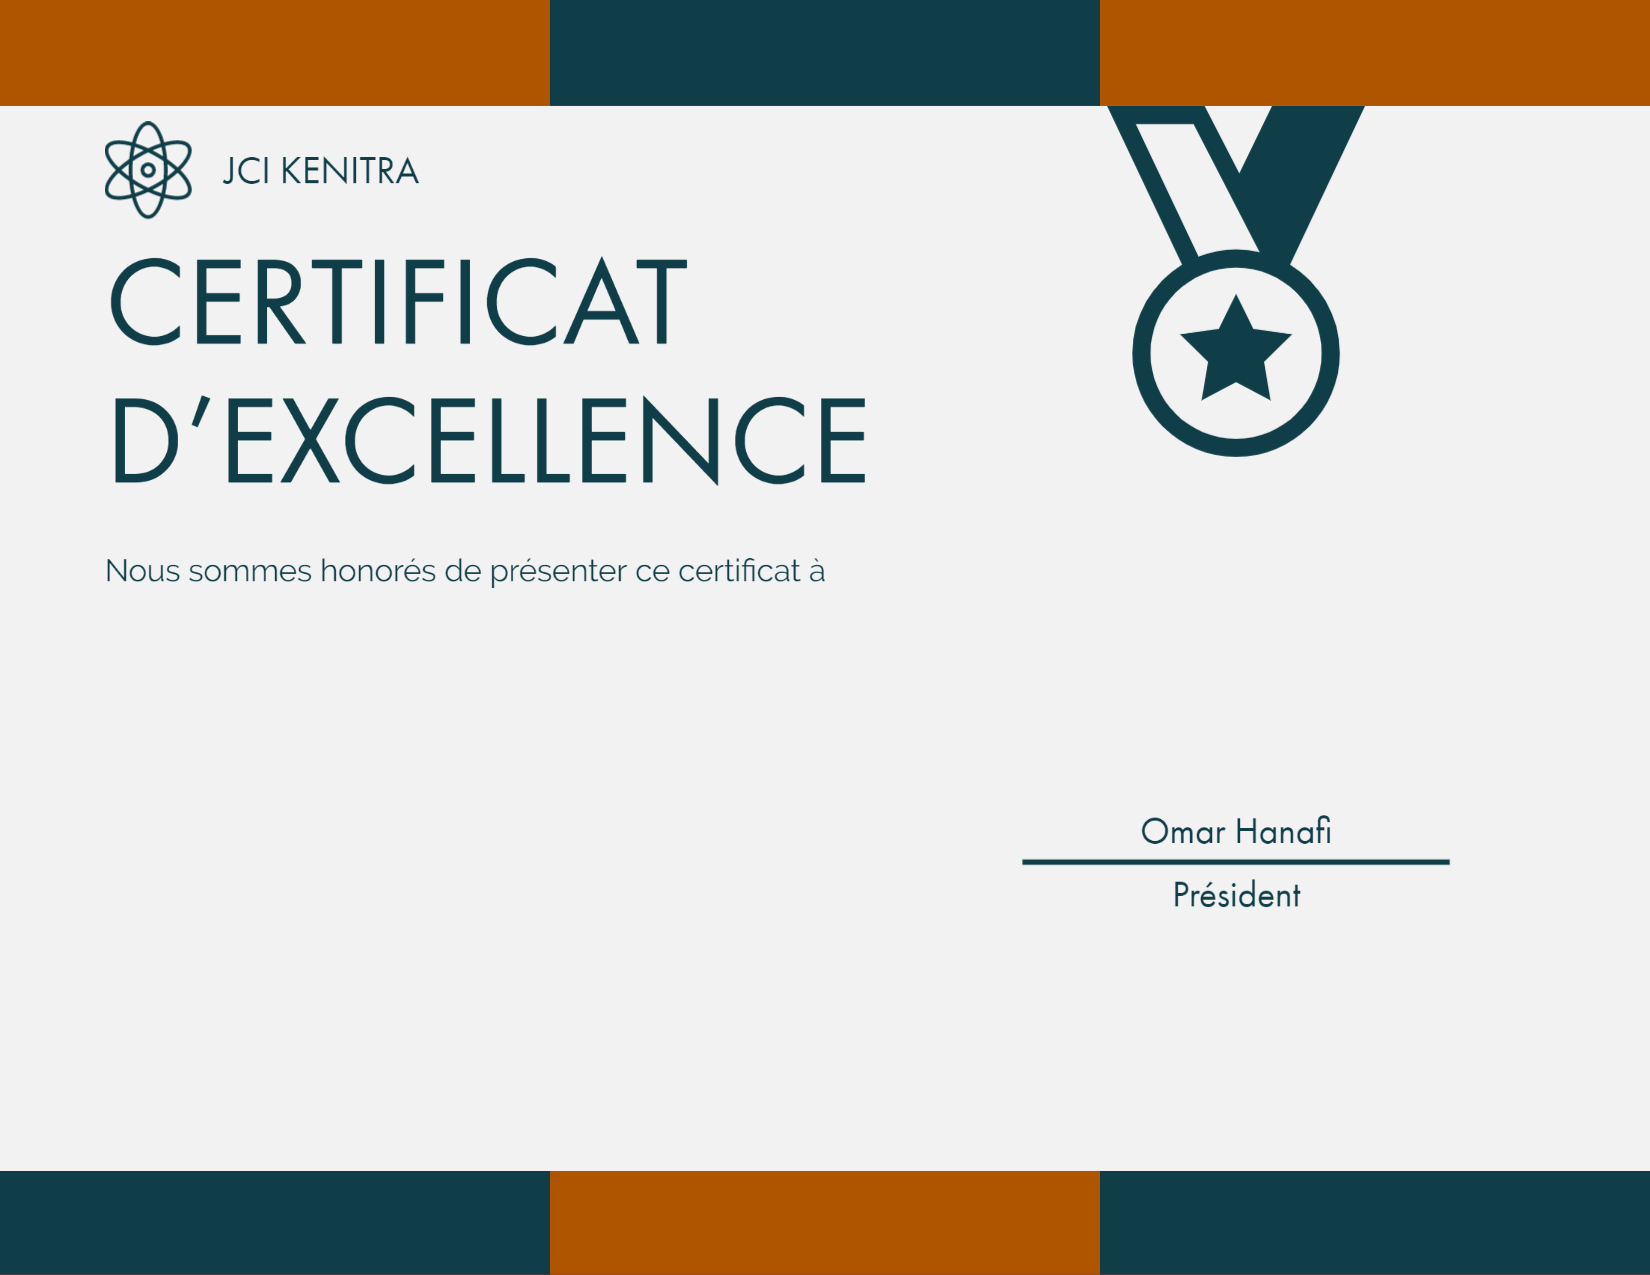 JCI KENITRA
CERTIFICAT
D’EXCELLENCE
Nous sommes honorés de présenter ce certificat à
Omar Hanafi
Président